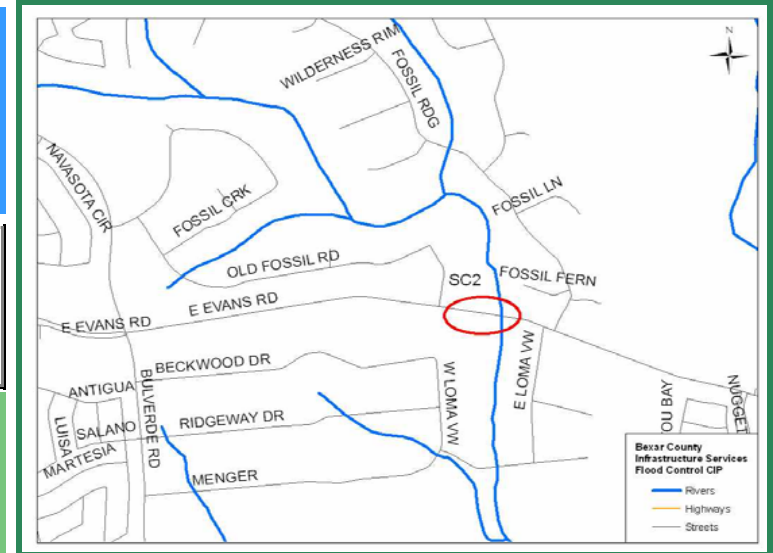 N
WILDERNESS RIM
FOSSIL RDG
NAVASOTA CIR
FOSSIL CRK
FOSSIL LN
OLD FOSSIL RD
SC2
FOSSIL FERN
E EVANS RD
E EVANS RD
BECKWOOD DR
W LOMA VW
E LOMA VW
ANTIGUA
BULVERDE RD
OU BAY
NUGGET
LUISA
SALANO
RIDGEWAY DR
MARTESIA
MENGER
Bexar County
Infrastructure Services
Flood Control CIP
Rivers
Highways
Streets